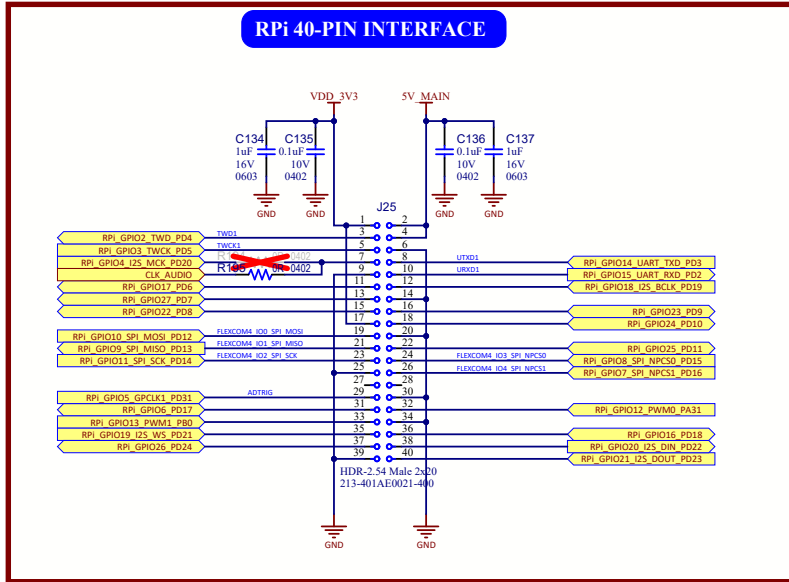 RPi 40-PIN INTERFACE
VDD_3V3
5V_MAIN
C134
1uF
16V
0603
C135
0.1uF
10V
0402
C136
0.1uF
10V
0402
C137
1uF
16V
0603
GND
GND
GND
GND
J25
1 2
3 4
5 6
7 8
9 10
11 12
13 14
15 16
17 18
19 20
21 22
23 24
25 26
27 28
29 30
31 32
33 34
35 36
37 38
39 40
RPi_GPIO2_TWD_PD4 TWD1
RPi_GPIO3_TWCK_PD5 TWCK1
RPi_GPIO4_I2S_MCK_PD20
0402
CLK_AUDIO
0R 0402
RPi_GPIO17_PD6
RPi_GPIO27_PD7
RPi_GPIO22_PD8
RPi_GPIO10_SPI_MOSI_PD12 FLEXCOM4_IO0_SPI_MOSI
RPi_GPIO9_SPI_MISO_PD13 FLEXCOM4_IO1_SPI_MISO
RPi_GPIO11_SPI_SCK_PD14 FLEXCOM4_IO2_SPI_SCK
RPi_GPIO5_GPCLK1_PD31 ADTRIG
RPi_GPIO6_PD17
RPi_GPIO13_PWM1_PB0
RPi_GPIO19_I2S_WS_PD21
RPi_GPIO26_PD24
UTXD1 RPi_GPIO14_UART_TXD_PD3
URXD1 RPi_GPIO15_UART_RXD_PD2
RPi_GPIO18_I2S_BCLK_PD19
RPi_GPIO23_PD9
RPi_GPIO24_PD10
RPi_GPIO25_PD11
FLEXCOM4_IO3_SPI_NPCS0 RPi_GPIO8_SPI_NPCS0_PD15
FLEXCOM4_IO4_SPI_NPCS1 RPi_GPIO7_SPI_NPCS1_PD16
RPi_GPIO12_PWM0_PA31
RPi_GPIO16_PD18
RPi_GPIO20_I2S_DIN_PD22
RPi_GPIO21_I2S_DOUT_PD23
HDR-2.54 Male 2x20
213-401AE0021-400
GND
GND